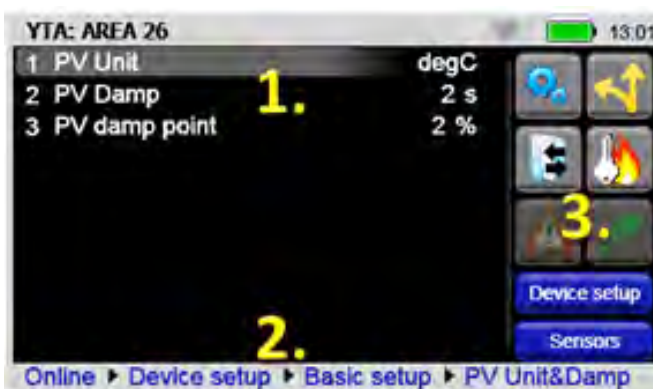 YTA: AREA 26 13:01
1 PV Unit degC
1.
2 PV Damp 2 s
3 PV damp point 2 %
3.
Device setup
Sensors
2.
Online ▸ Device setup ▸ Basic setup ▸ PV Unit&Damp